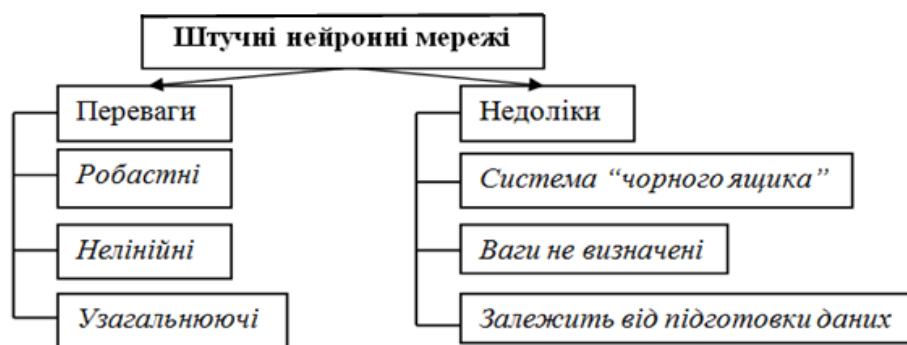 Штучні нейронні мережі
Переваги
Робастні
Нелінійні
Узагальнюючі
Недоліки
Система “чорного ящика”
Ваги не визначені
Залежить від підготовки даних